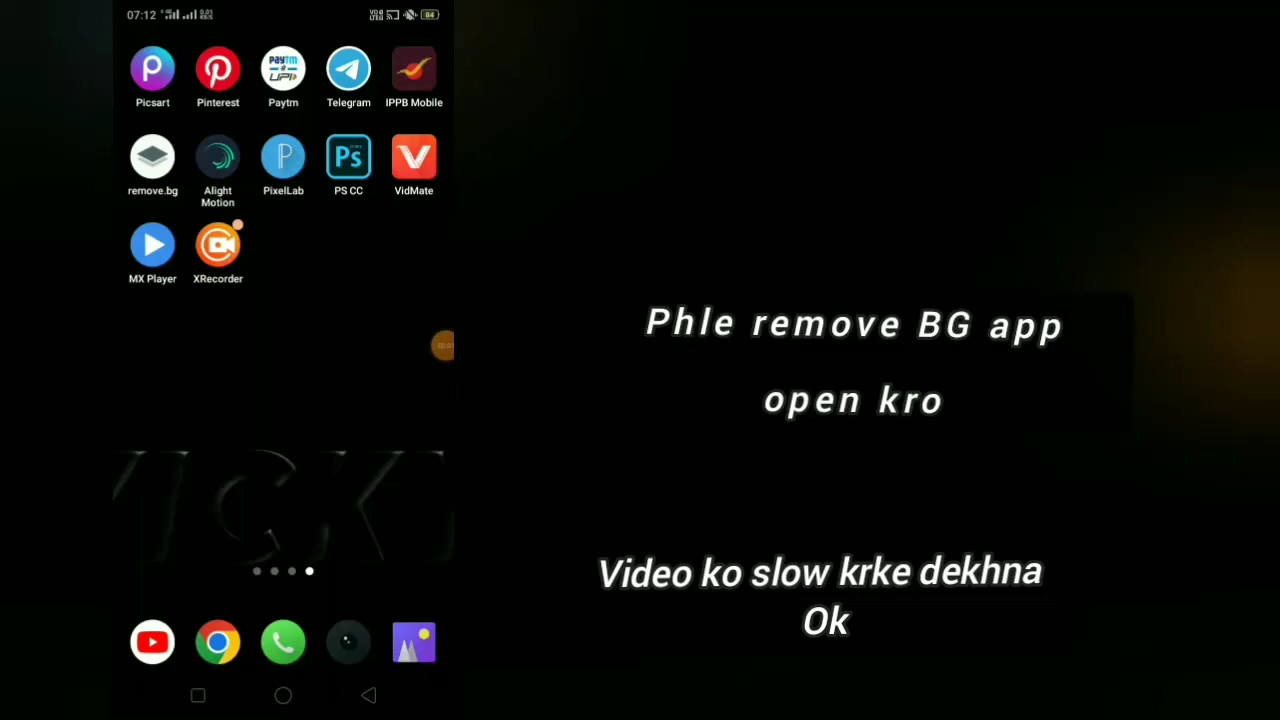 07:12
84
Picsart
Pinterest
Paytm
Telegram
IPPB Mobile
remove.bg
Alight
Motion
PixelLab
PS CC
VidMate
MX Player
XRecorder
Phle remove BG app
open kro
Video ko slow krke dekhna
Ok